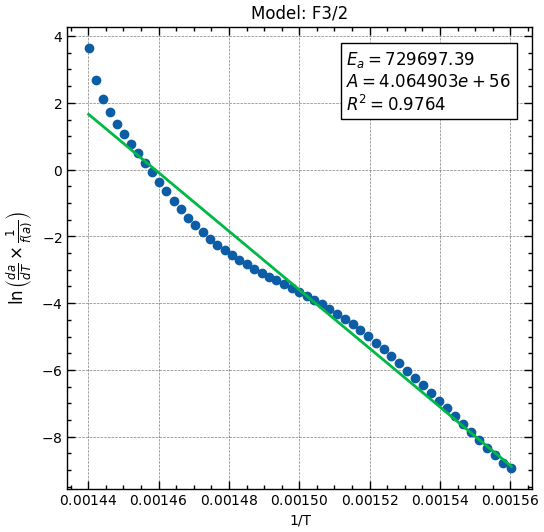 Model: F3/2
E_a = 729697.39
A = 4.064903e + 56
R^2 = 0.9764
ln(da/dT × 1/f(a))
4
2
0
−2
−4
−6
−8
0.00144 0.00146 0.00148 0.00150 0.00152 0.00154 0.00156
1/T